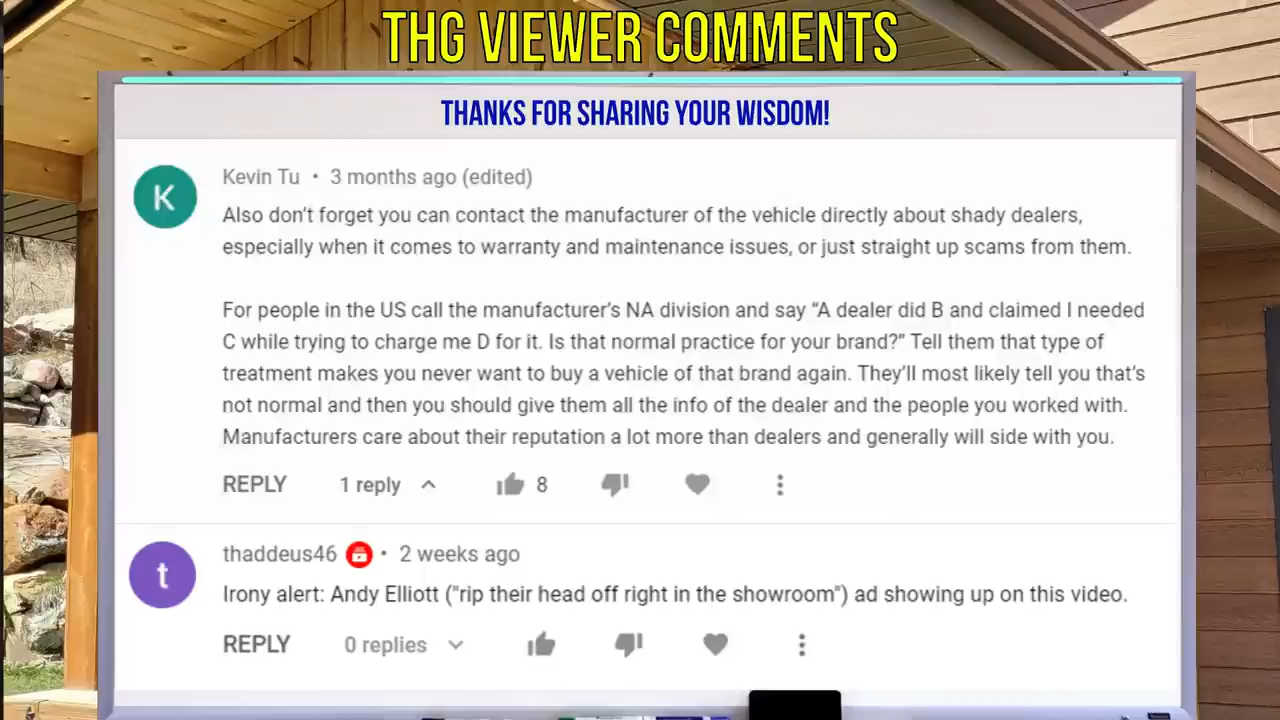 THG VIEWER COMMENTS
THANKS FOR SHARING YOUR WISDOM!
K
Kevin Tu • 3 months ago (edited)
Also don't forget you can contact the manufacturer of the vehicle directly about shady dealers,
especially when it comes to warranty and maintenance issues, or just straight up scams from them.
For people in the US call the manufacturer's NA division and say “A dealer did B and claimed I needed
C while trying to charge me D for it. Is that normal practice for your brand?” Tell them that type of
treatment makes you never want to buy a vehicle of that brand again. They'll most likely tell you that's
not normal and then you should give them all the info of the dealer and the people you worked with.
Manufacturers care about their reputation a lot more than dealers and generally will side with you.
REPLY 1 reply 8
t
thaddeus46 • 2 weeks ago
Irony alert: Andy Elliott ("rip their head off right in the showroom") ad showing up on this video.
REPLY 0 replies